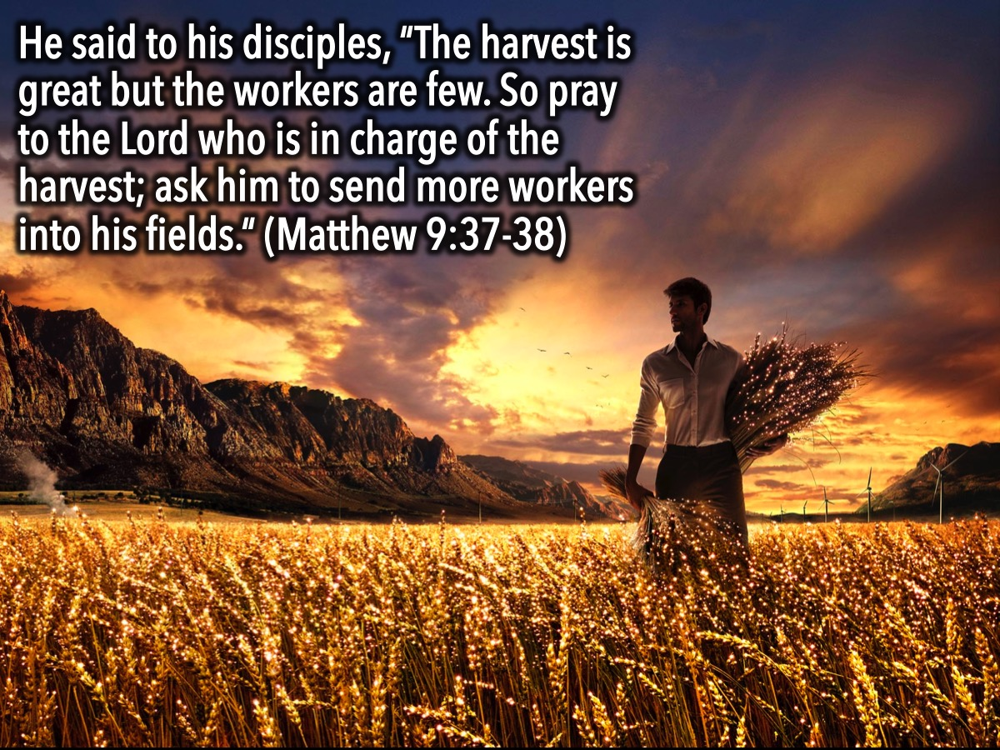 He said to his disciples, “The harvest is
great but the workers are few. So pray
to the Lord who is in charge of the
harvest; ask him to send more workers
into his fields.” (Matthew 9:37-38)